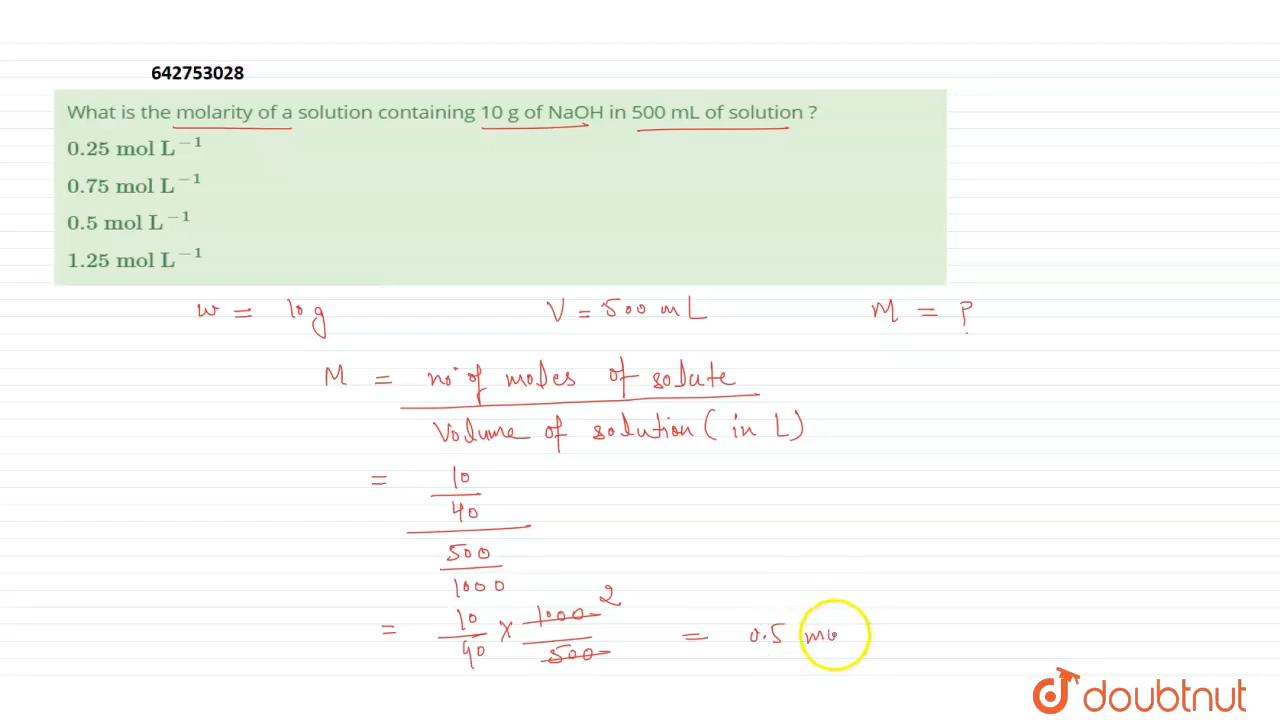 642753028
What is the molarity of a solution containing 10 g of NaOH in 500 mL of solution ?
0.25 mol L⁻¹
0.75 mol L⁻¹
0.5 mol L⁻¹
1.25 mol L⁻¹
w = 10 g V = 500 mL M = ?
M = no. of moles of solute
Volume of solution (in L)
= 10
40
500
1000
= 10/40 × 1000/500 2 = 0.5 mo
doubtnut